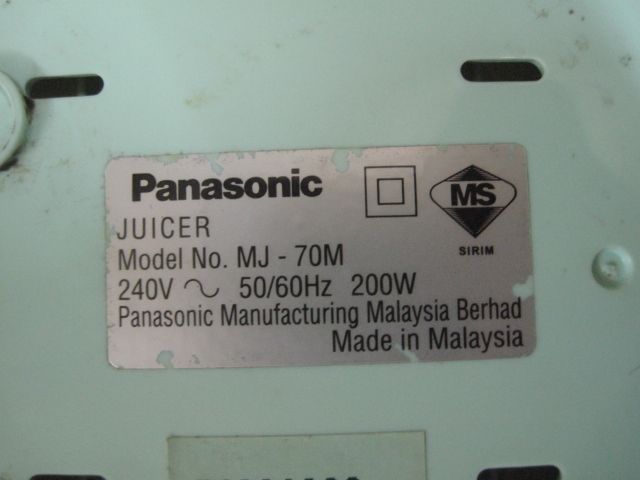 Panasonic
MS
SIRIM
JUICER
Model No. MJ - 70M
240V ~ 50/60Hz 200W
Panasonic Manufacturing Malaysia Berhad
Made in Malaysia